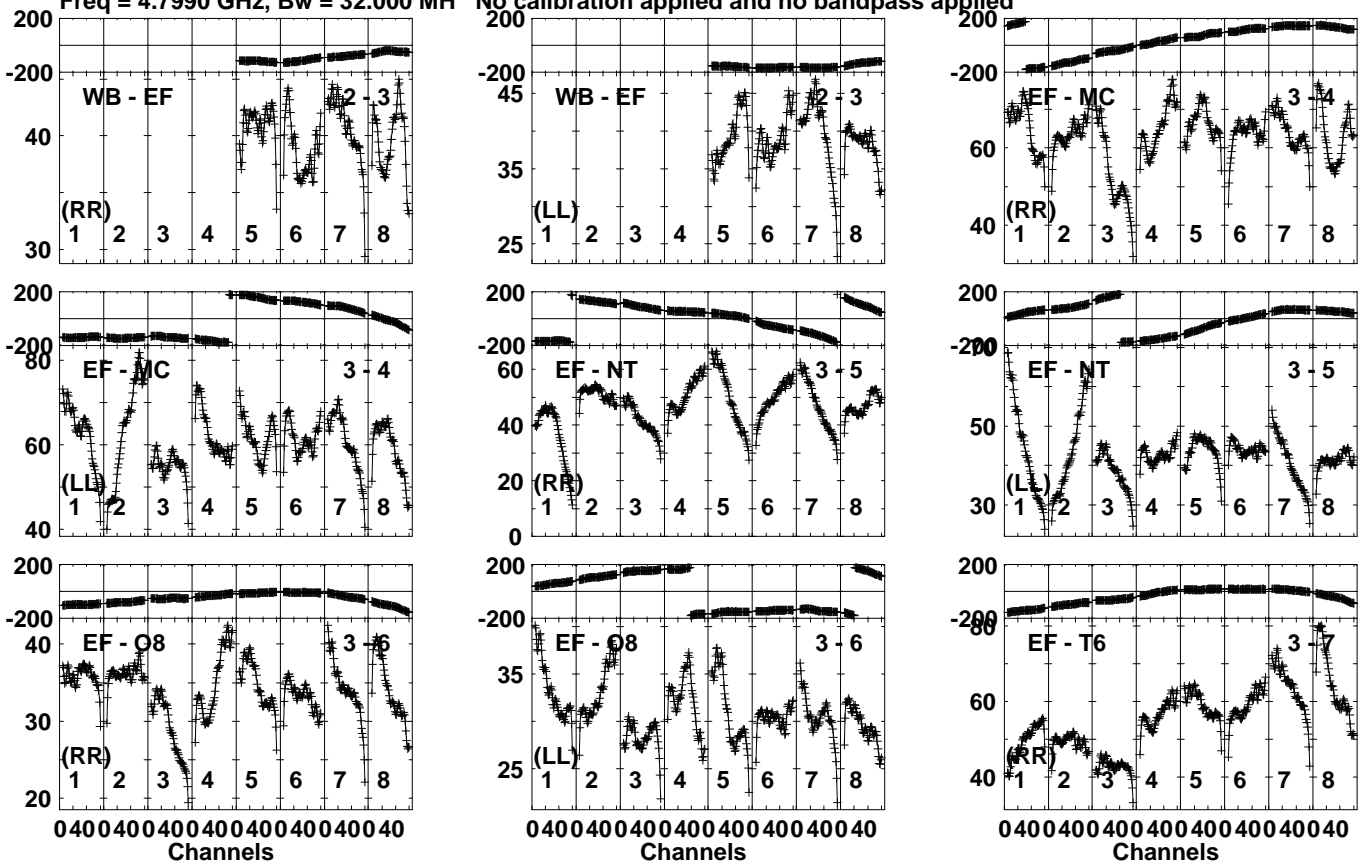 Freq = 4.7990 GHz, Bw = 32.000 MH No calibration applied and no bandpass applied
200
-200
WB - EF
2 - 3
40
30
(RR)
1 2 3 4 5 6 7 8
200
-200
WB - EF
2 - 3
45
35
25
(LL)
1 2 3 4 5 6 7 8
200
-200
EF - MC
3 - 4
60
40
(RR)
1 2 3 4 5 6 7 8
200
-200
80
EF - MC
3 - 4
60
40
(LL)
1 2 3 4 5 6 7 8
200
-200
EF - NT
3 - 5
60
40
20
0
(RR)
1 2 3 4 5 6 7 8
200
-200
70
EF - NT
3 - 5
50
30
(LL)
1 2 3 4 5 6 7 8
200
-200
EF - O8
3 - 6
40
30
20
(RR)
1 2 3 4 5 6 7 8
0 40 0 40 0 40 0 40 0 40 0 40 0 40 0 40
Channels
200
-200
EF - O8
3 - 6
35
25
(LL)
1 2 3 4 5 6 7 8
0 40 0 40 0 40 0 40 0 40 0 40 0 40 0 40
Channels
200
-200
80
EF - T6
3 - 7
60
40
(RR)
1 2 3 4 5 6 7 8
0 40 0 40 0 40 0 40 0 40 0 40 0 40 0 40
Channels